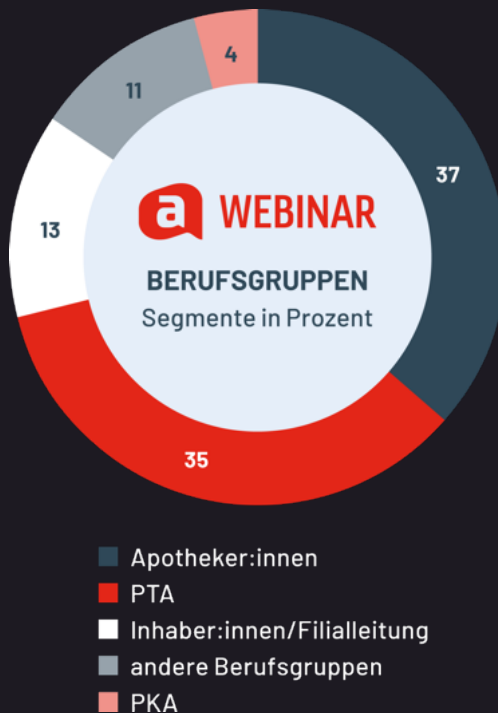 4
11
37
13
a WEBINAR
BERUFSGRUPPEN
Segmente in Prozent
35
Apotheker:innen
PTA
Inhaber:innen/Filialleitung
andere Berufsgruppen
PKA